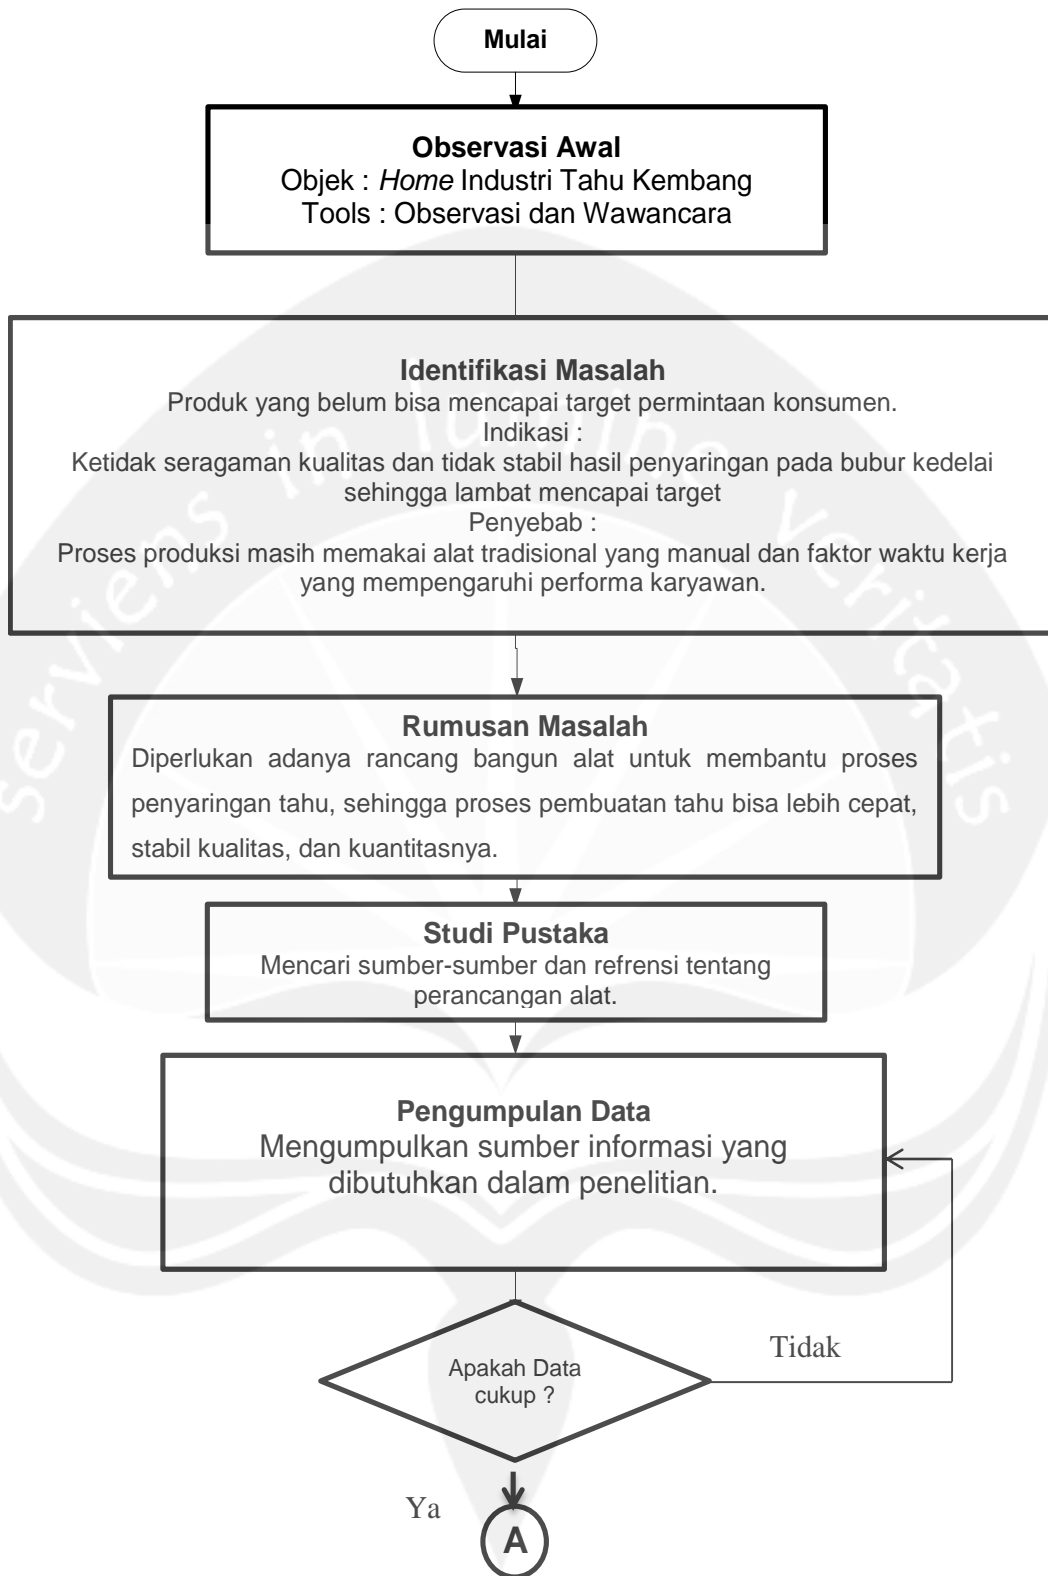 Mulai
Observasi Awal
Objek : Home Industri Tahu Kembang
Tools : Observasi dan Wawancara
Identifikasi Masalah
Produk yang belum bisa mencapai target permintaan konsumen.
Indikasi :
Ketidak seragaman kualitas dan tidak stabil hasil penyaringan pada bubur kedelai
sehingga lambat mencapai target
Penyebab :
Proses produksi masih memakai alat tradisional yang manual dan faktor waktu kerja
yang mempengaruhi performa karyawan.
Rumusan Masalah
Diperlukan adanya rancang bangun alat untuk membantu proses
penyaringan tahu, sehingga proses pembuatan tahu bisa lebih cepat,
stabil kualitas, dan kuantitasnya.
Studi Pustaka
Mencari sumber-sumber dan refrensi tentang
perancangan alat.
Pengumpulan Data
Mengumpulkan sumber informasi yang
dibutuhkan dalam penelitian.
Apakah Data
cukup ?
Tidak
Ya
A
serviens in lumine veritatis